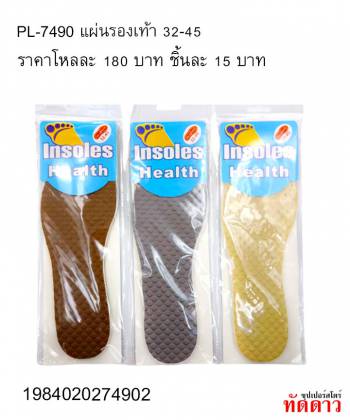 PL-7490 แผ่นรองเท้า 32-45
ราคาโหลละ 180 บาท ชิ้นละ 15 บาท
Insoles
Health
Insoles
Health
Insoles
Health
1984020274902
ซุปเปอร์สโตร์
ทัดดาว